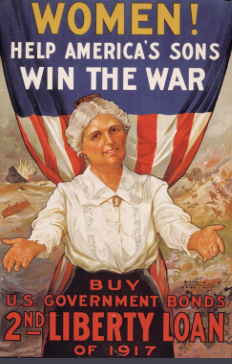 WOMEN!
HELP AMERICA'S SONS
WIN THE WAR
BUY
U.S. GOVERNMENT BONDS
2ND LIBERTY LOAN
OF 1917